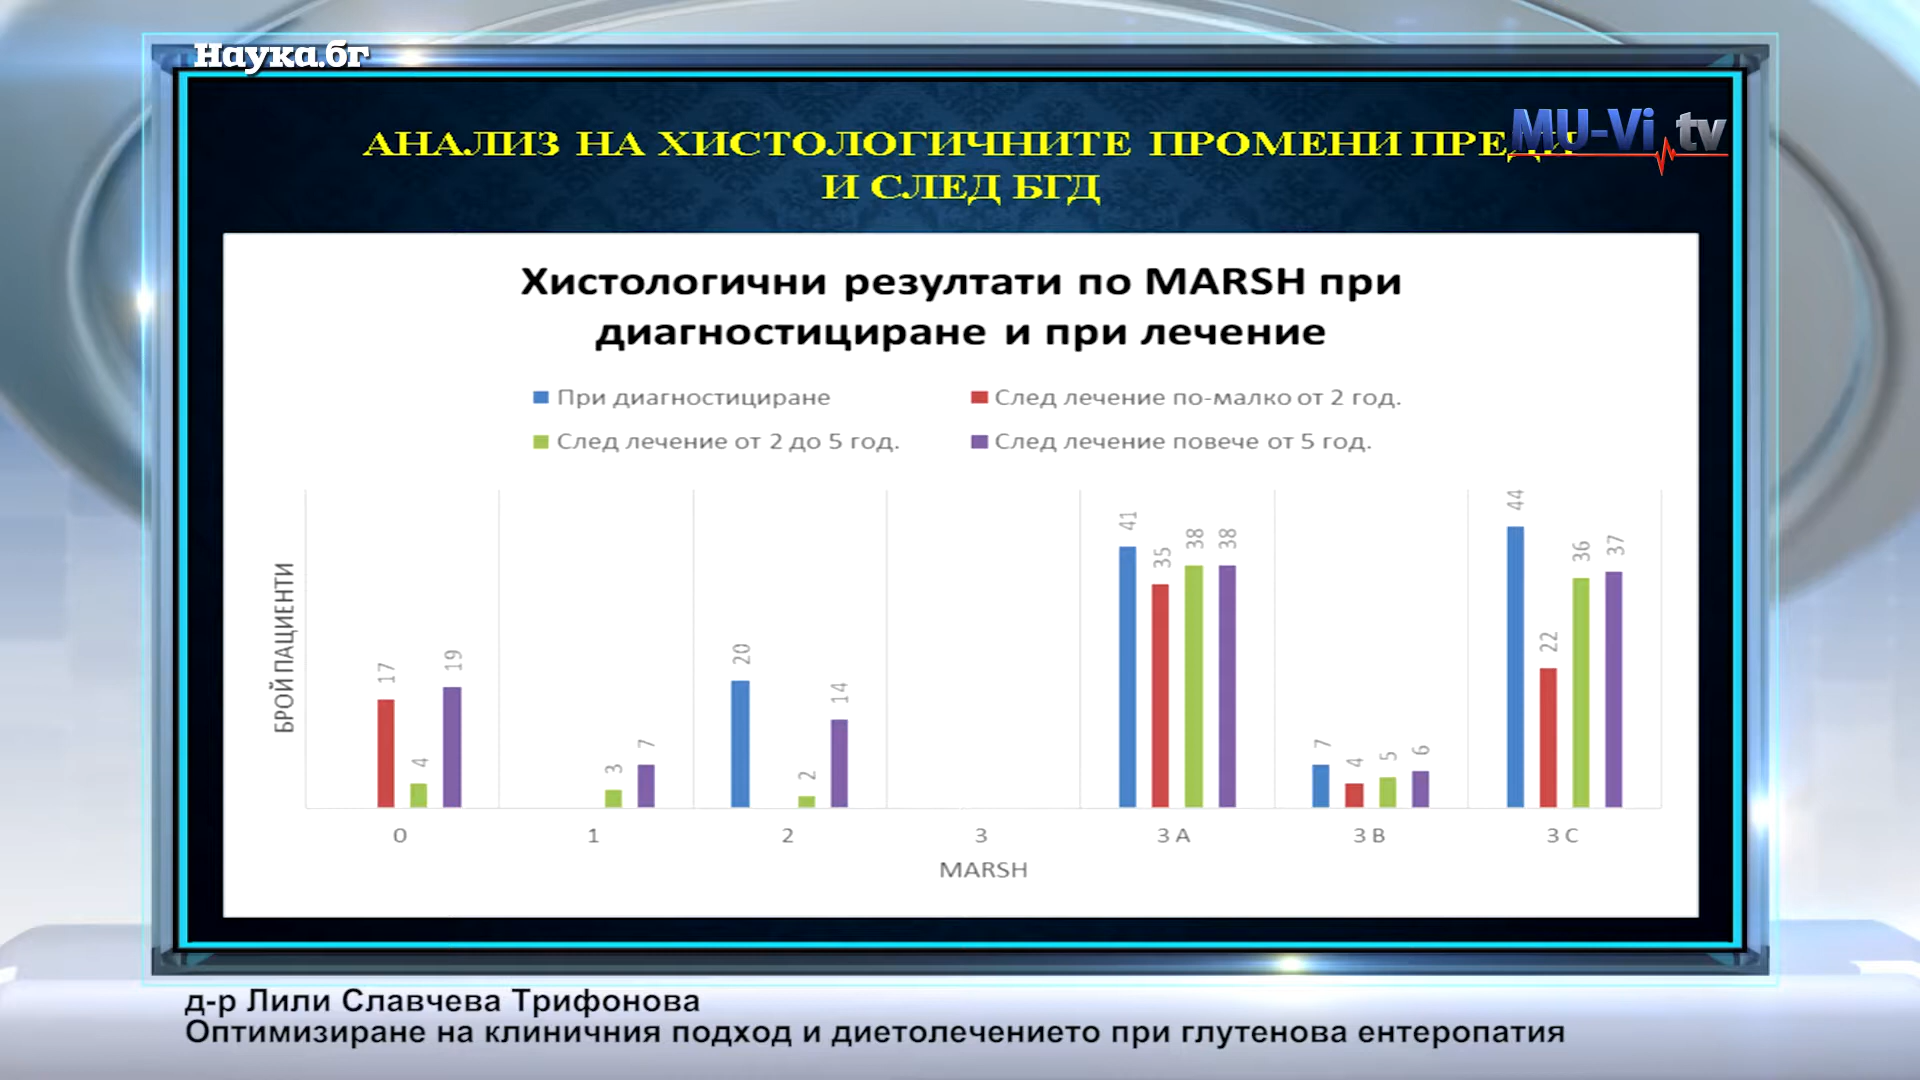 Наука.бг
MU-Vi tv
АНАЛИЗ НА ХИСТОЛОГИЧНИТЕ ПРОМЕНИ ПРЕДИ
И СЛЕД БГД
Хистологични резултати по MARSH при
диагностициране и при лечение
При диагностициране
След лечение по-малко от 2 год.
След лечение от 2 до 5 год.
След лечение повече от 5 год.
БРОЙ ПАЦИЕНТИ
17 4 19
3 7
20 2 14
41 35 38 38
7 4 5 6
44 22 36 37
0 1 2 3 3 A 3 B 3 C
MARSH
д-р Лили Славчева Трифонова
Оптимизиране на клиничния подход и диетолечението при глутенова ентеропатия